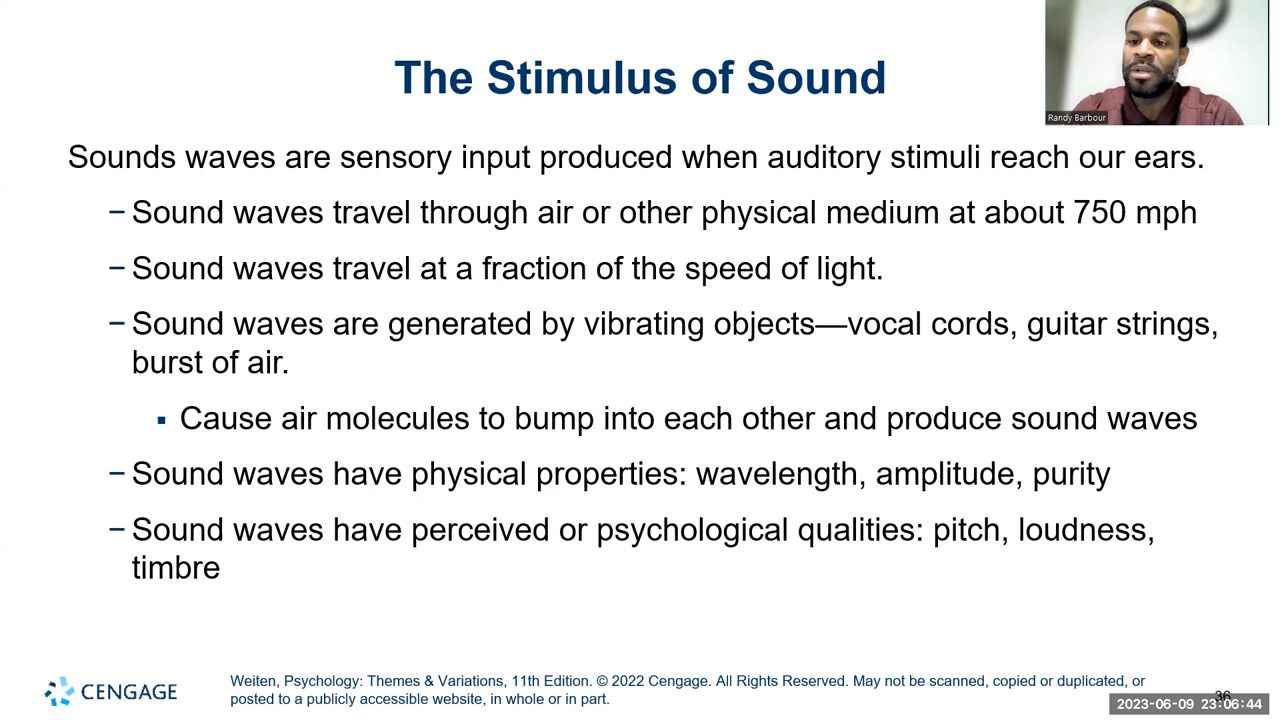 The Stimulus of Sound
Randy Barbour
Sounds waves are sensory input produced when auditory stimuli reach our ears.
− Sound waves travel through air or other physical medium at about 750 mph
− Sound waves travel at a fraction of the speed of light.
− Sound waves are generated by vibrating objects—vocal cords, guitar strings,
burst of air.
▪ Cause air molecules to bump into each other and produce sound waves
− Sound waves have physical properties: wavelength, amplitude, purity
− Sound waves have perceived or psychological qualities: pitch, loudness,
timbre
CENGAGE
Weiten, Psychology: Themes & Variations, 11th Edition. © 2022 Cengage. All Rights Reserved. May not be scanned, copied or duplicated, or
posted to a publicly accessible website, in whole or in part.
36
2023-06-09 23:06:44